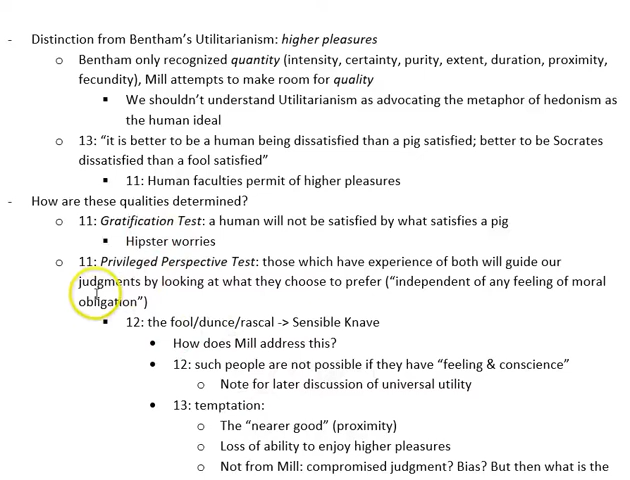 - Distinction from Bentham's Utilitarianism: higher pleasures
o Bentham only recognized quantity (intensity, certainty, purity, extent, duration, proximity,
fecundity), Mill attempts to make room for quality
▪ We shouldn't understand Utilitarianism as advocating the metaphor of hedonism as
the human ideal
o 13: "it is better to be a human being dissatisfied than a pig satisfied; better to be Socrates
dissatisfied than a fool satisfied"
▪ 11: Human faculties permit of higher pleasures
- How are these qualities determined?
o 11: Gratification Test: a human will not be satisfied by what satisfies a pig
▪ Hipster worries
o 11: Privileged Perspective Test: those which have experience of both will guide our
judgments by looking at what they choose to prefer ("independent of any feeling of moral
obligation")
▪ 12: the fool/dunce/rascal -> Sensible Knave
• How does Mill address this?
• 12: such people are not possible if they have "feeling & conscience"
o Note for later discussion of universal utility
• 13: temptation:
o The "nearer good" (proximity)
o Loss of ability to enjoy higher pleasures
o Not from Mill: compromised judgment? Bias? But then what is the